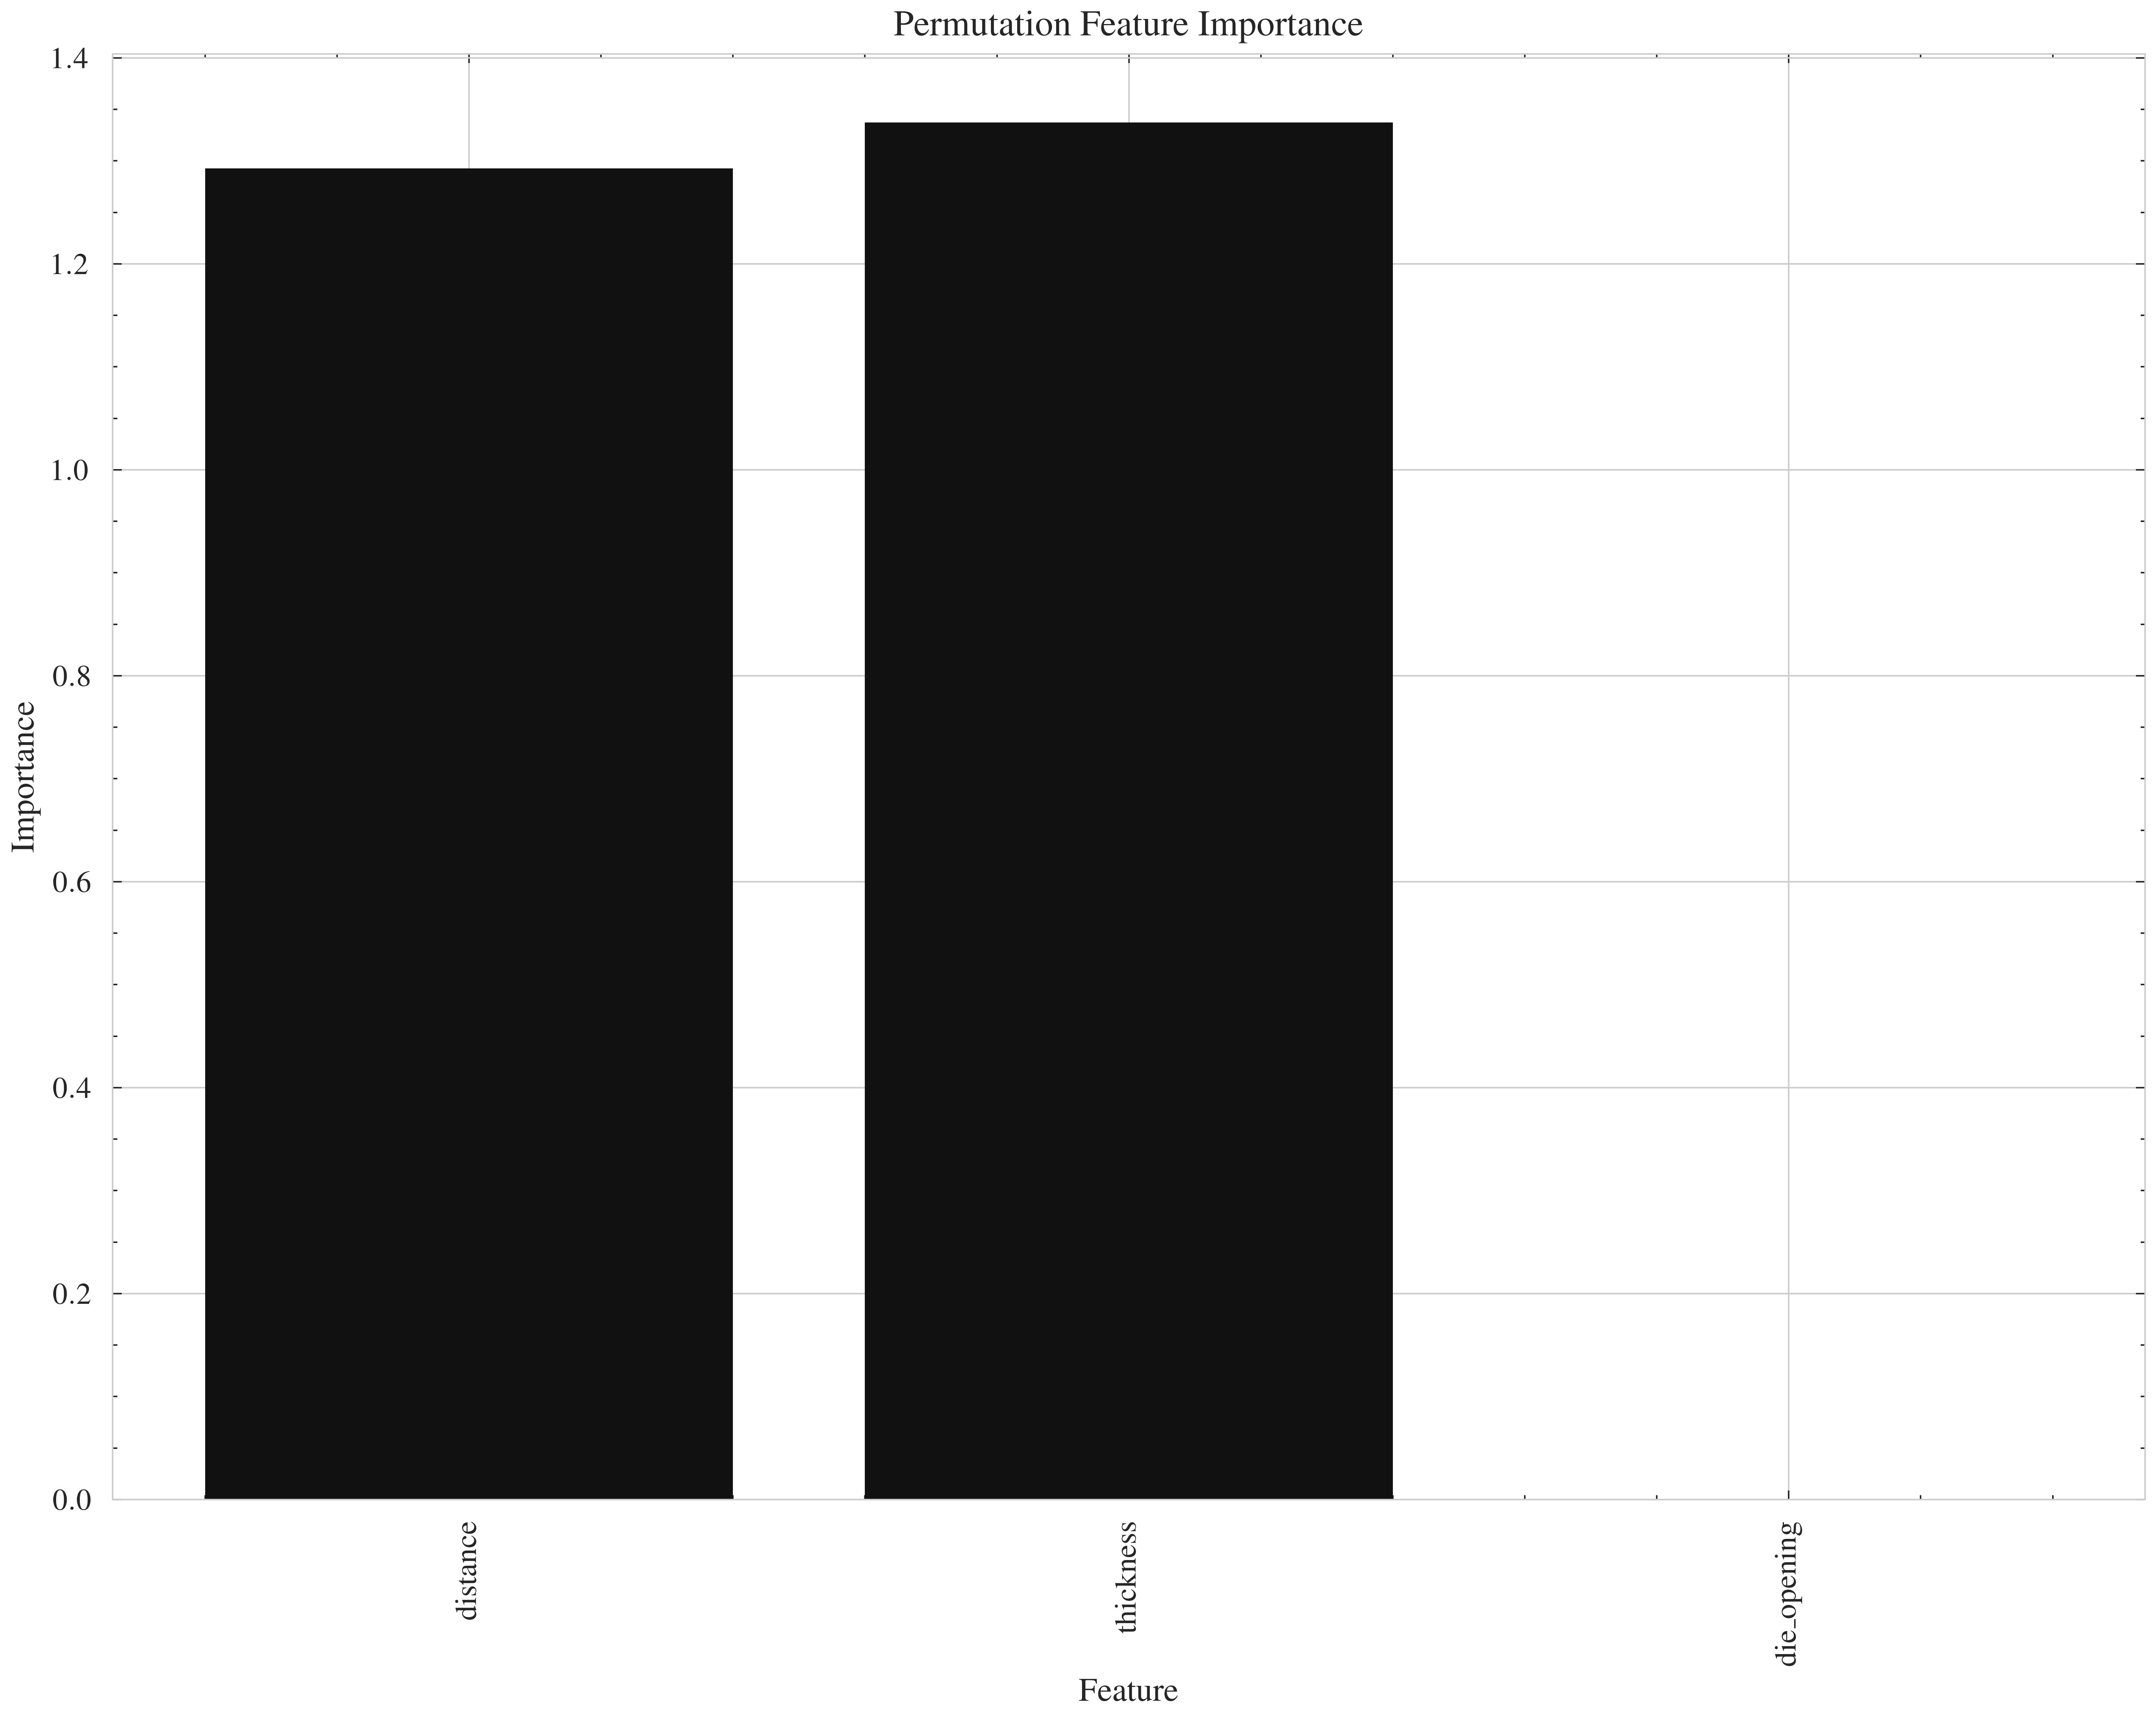 Permutation Feature Importance
1.4
1.2
1.0
0.8
0.6
0.4
0.2
0.0
Importance
distance
thickness
die_opening
Feature